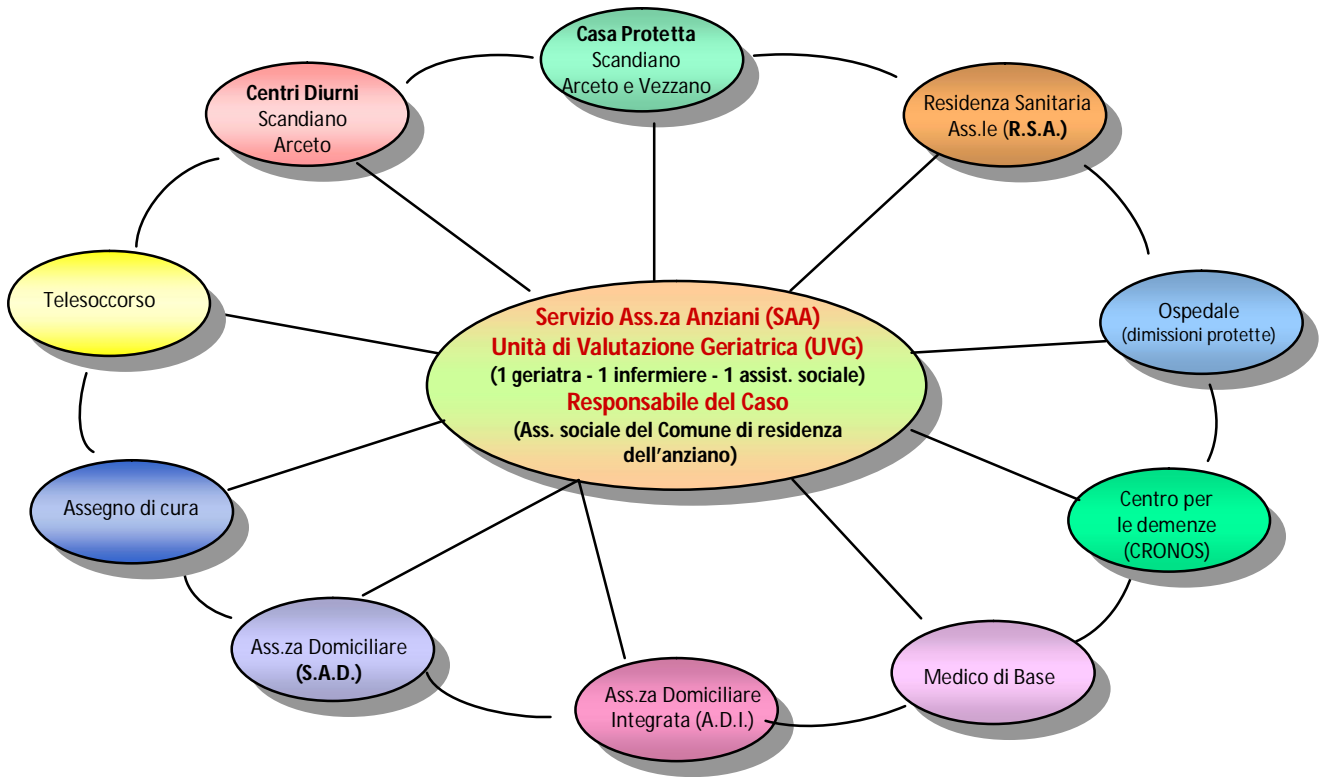 Casa Protetta
Scandiano
Arceto e Vezzano
Centri Diurni
Scandiano
Arceto
Residenza Sanitaria
Ass.le (R.S.A.)
Telesoccorso
Ospedale
(dimissioni protette)
Servizio Ass.za Anziani (SAA)
Unità di Valutazione Geriatrica (UVG)
(1 geriatra - 1 infermiere - 1 assist. sociale)
Responsabile del Caso
(Ass. sociale del Comune di residenza
dell’anziano)
Assegno di cura
Centro per
le demenze
(CRONOS)
Ass.za Domiciliare
(S.A.D.)
Ass.za Domiciliare
Integrata (A.D.I.)
Medico di Base